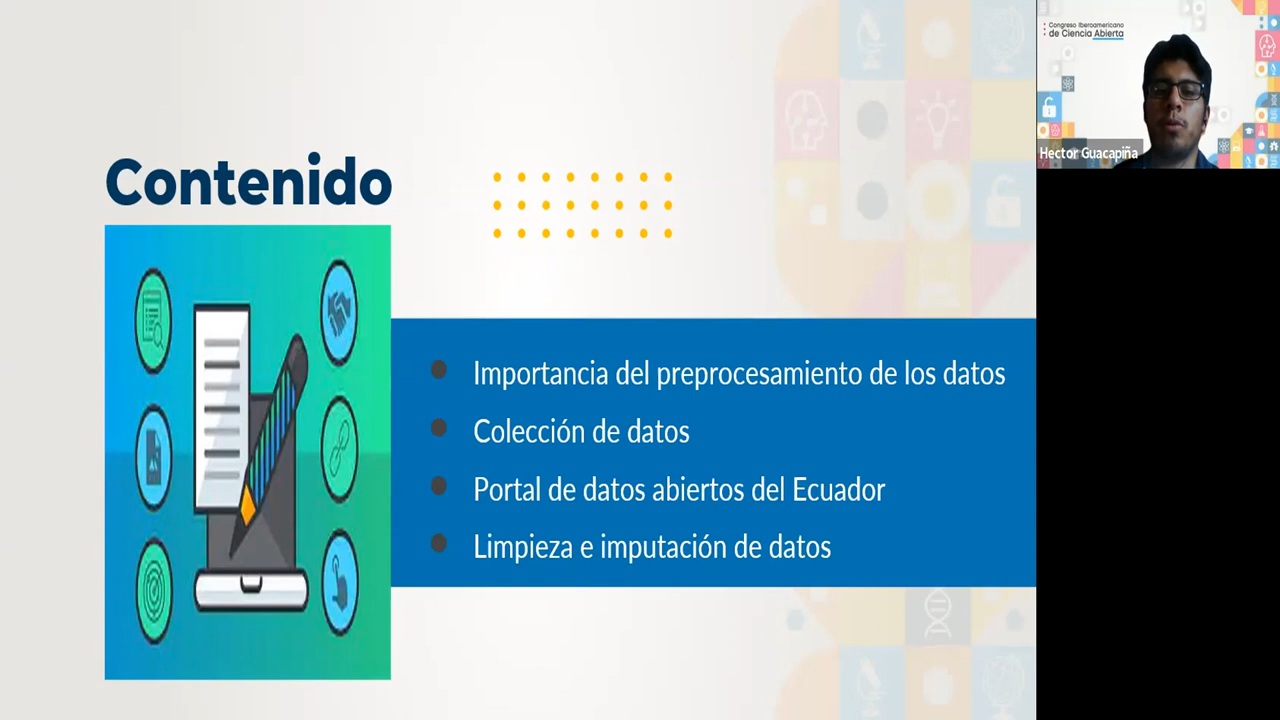 Contenido
Importancia del preprocesamiento de los datos
Colección de datos
Portal de datos abiertos del Ecuador
Limpieza e imputación de datos
Congreso Iberoamericano
de Ciencia Abierta
Hector Guacapiña